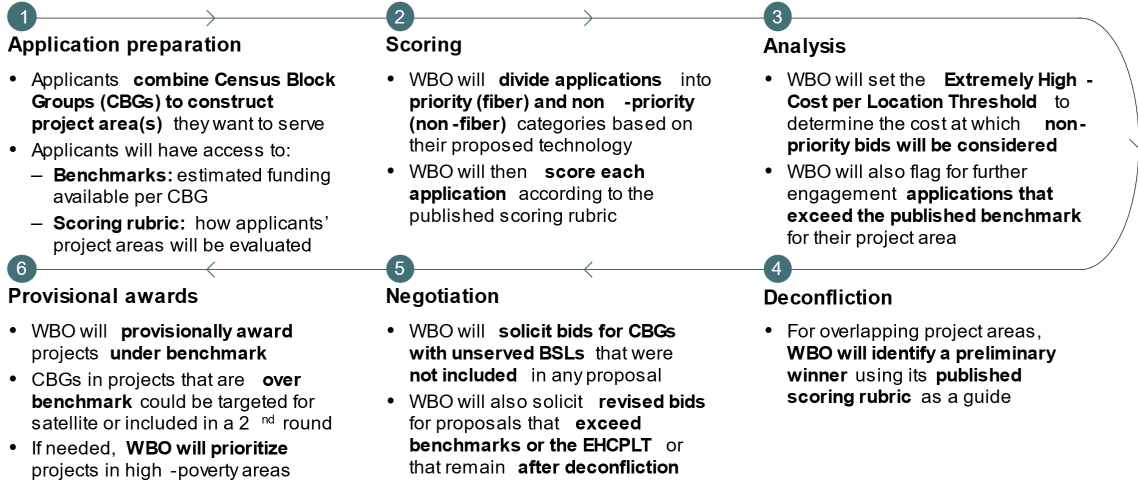 1
Application preparation
• Applicants combine Census Block
Groups (CBGs) to construct
project area(s) they want to serve
• Applicants will have access to:
– Benchmarks: estimated funding
available per CBG
– Scoring rubric: how applicants'
project areas will be evaluated
2
Scoring
• WBO will divide applications into
priority (fiber) and non -priority
(non -fiber) categories based on
their proposed technology
• WBO will then score each
application according to the
published scoring rubric
3
Analysis
• WBO will set the Extremely High -
Cost per Location Threshold to
determine the cost at which non-
priority bids will be considered
• WBO will also flag for further
engagement applications that
exceed the published benchmark
for their project area
4
Deconfliction
• For overlapping project areas,
WBO will identify a preliminary
winner using its published
scoring rubric as a guide
5
Negotiation
• WBO will solicit bids for CBGs
with unserved BSLs that were
not included in any proposal
• WBO will also solicit revised bids
for proposals that exceed
benchmarks or the EHCPLT or
that remain after deconfliction
6
Provisional awards
• WBO will provisionally award
projects under benchmark
• CBGs in projects that are over
benchmark could be targeted for
satellite or included in a 2 nd round
• If needed, WBO will prioritize
projects in high -poverty areas